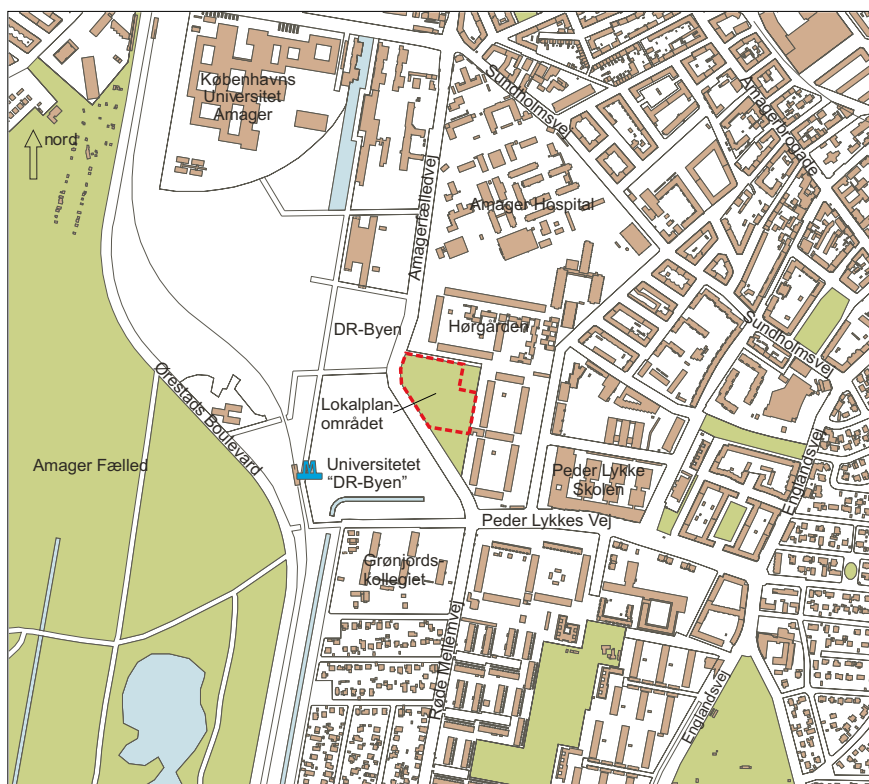 Københavns
Universitet
Amager
nord
Sundholmsvej
Amagerbrogade
Amagerfælledvej
Amager Hospital
DR-Byen
Hørgården
Sundholmsvej
Lokalplan-
området
Ørestads Boulevard
Amager Fælled
M
Universitetet
"DR-Byen"
Peder Lykke
Skolen
Englandsvej
Peder Lykkes Vej
Grønjords-
kollegiet
Røde Mellemvej
Englandsvej